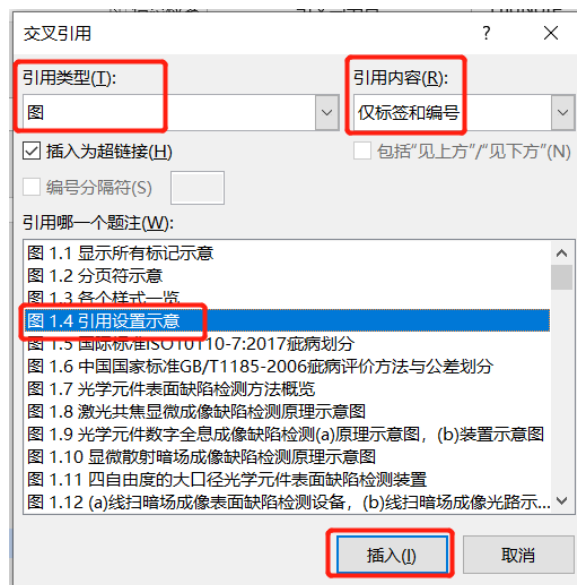 交叉引用 ?
引用类型(T): 引用内容(R):
图 仅标签和编号
插入为超链接(H) 包括“见上方”/“见下方”(N)
编号分隔符(S)
引用哪一个题注(W):
图 1.1 显示所有标记示意
图 1.2 分页符示意
图 1.3 各个样式一览
图 1.4 引用设置示意
图 1.5 国际标准ISO10110-7:2017疵病划分
图 1.6 中国国家标准GB/T1185-2006疵病评价方法与公差划分
图 1.7 光学元件表面缺陷检测方法概览
图 1.8 激光共焦显微成像缺陷检测原理示意图
图 1.9 光学元件数字全息成像缺陷检测(a)原理示意图，(b)装置示意图
图 1.10 显微散射暗场成像缺陷检测原理示意图
图 1.11 四自由度的大口径光学元件表面缺陷检测装置
图 1.12 (a)线扫暗场成像表面缺陷检测设备，(b)线扫暗场成像光路示...
插入(I) 取消